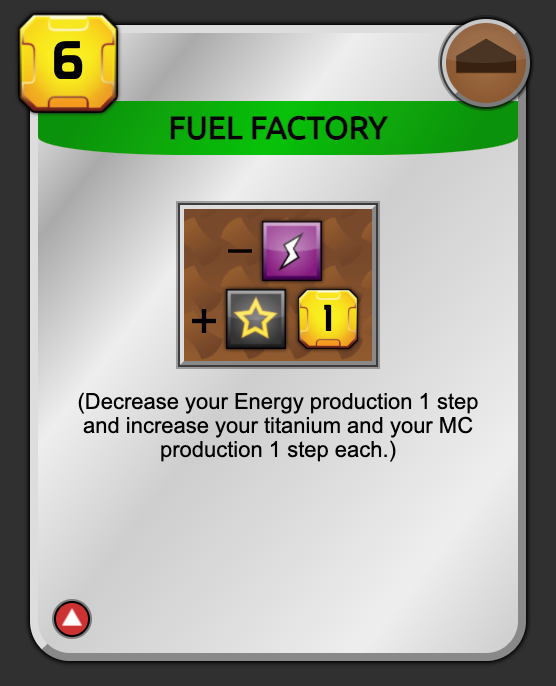 6
FUEL FACTORY
−
+ 1
(Decrease your Energy production 1 step
and increase your titanium and your MC
production 1 step each.)